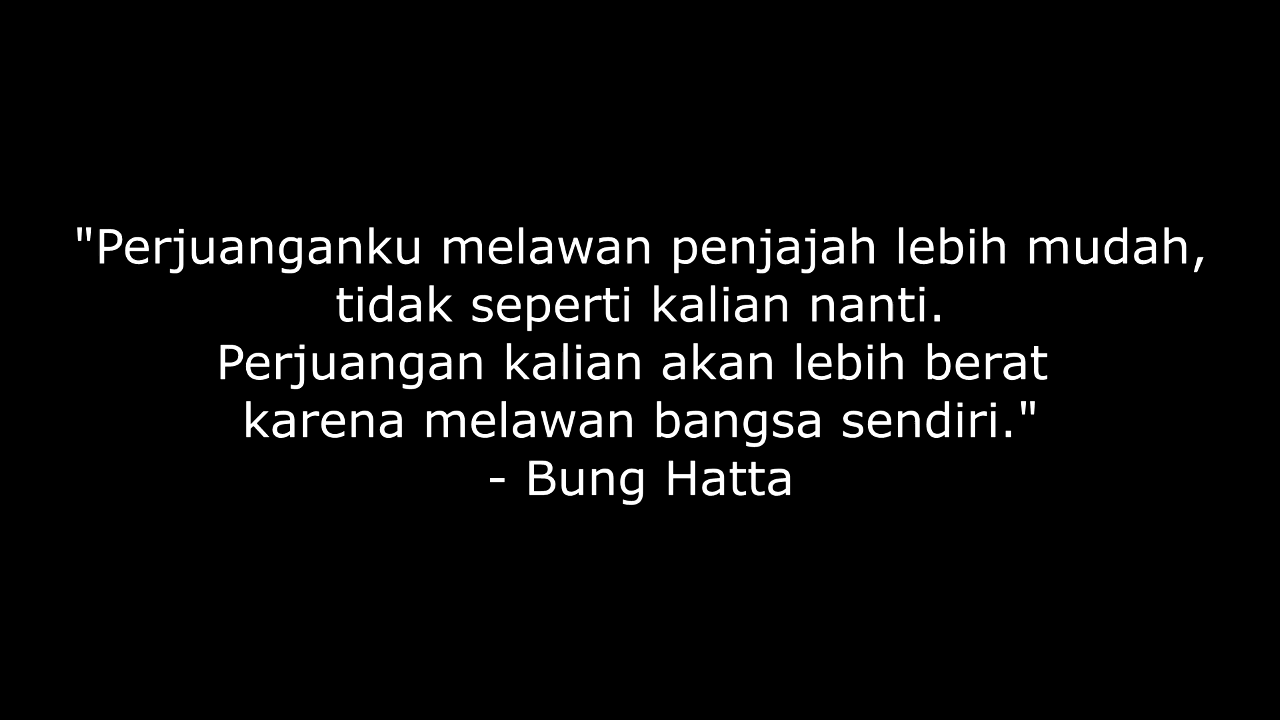 "Perjuanganku melawan penjajah lebih mudah,
tidak seperti kalian nanti.
Perjuangan kalian akan lebih berat
karena melawan bangsa sendiri."
- Bung Hatta